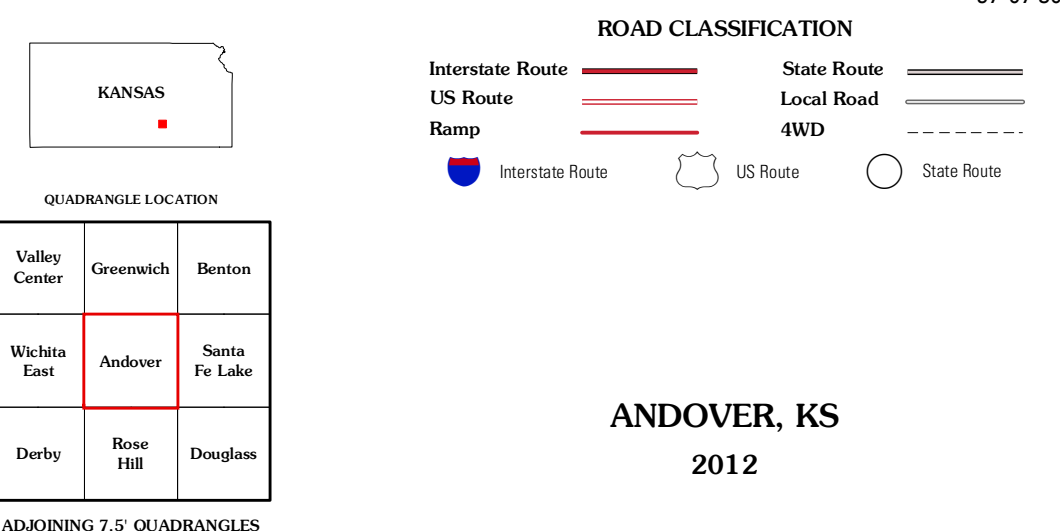 KANSAS
QUADRANGLE LOCATION
Valley
Center
Greenwich
Benton
Wichita
East
Andover
Santa
Fe Lake
Derby
Rose
Hill
Douglass
ADJOINING 7.5' QUADRANGLES
ROAD CLASSIFICATION
Interstate Route
State Route
US Route
Local Road
Ramp
4WD
Interstate Route
US Route
State Route
ANDOVER, KS
2012